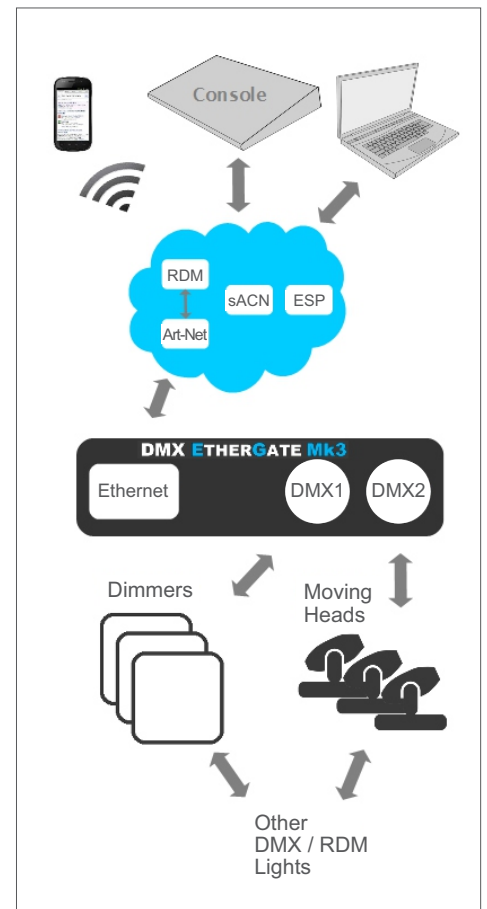 Console
RDM
sACN
ESP
Art-Net
DMX ETHERGATE Mk3
Ethernet
DMX1
DMX2
Dimmers
Moving
Heads
Other
DMX / RDM
Lights